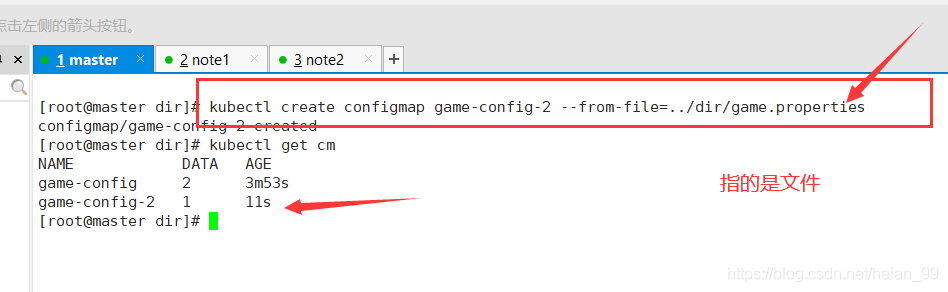 点击左侧的箭头按钮。
1 master × 2 note1 × 3 note2 × +
[root@master dir]# kubectl create configmap game-config-2 --from-file=../dir/game.properties
configmap/game-config-2 created
[root@master dir]# kubectl get cm
NAME DATA AGE
game-config 2 3m53s
game-config-2 1 11s
[root@master dir]#
指的是文件
https://blog.csdn.net/heian_99